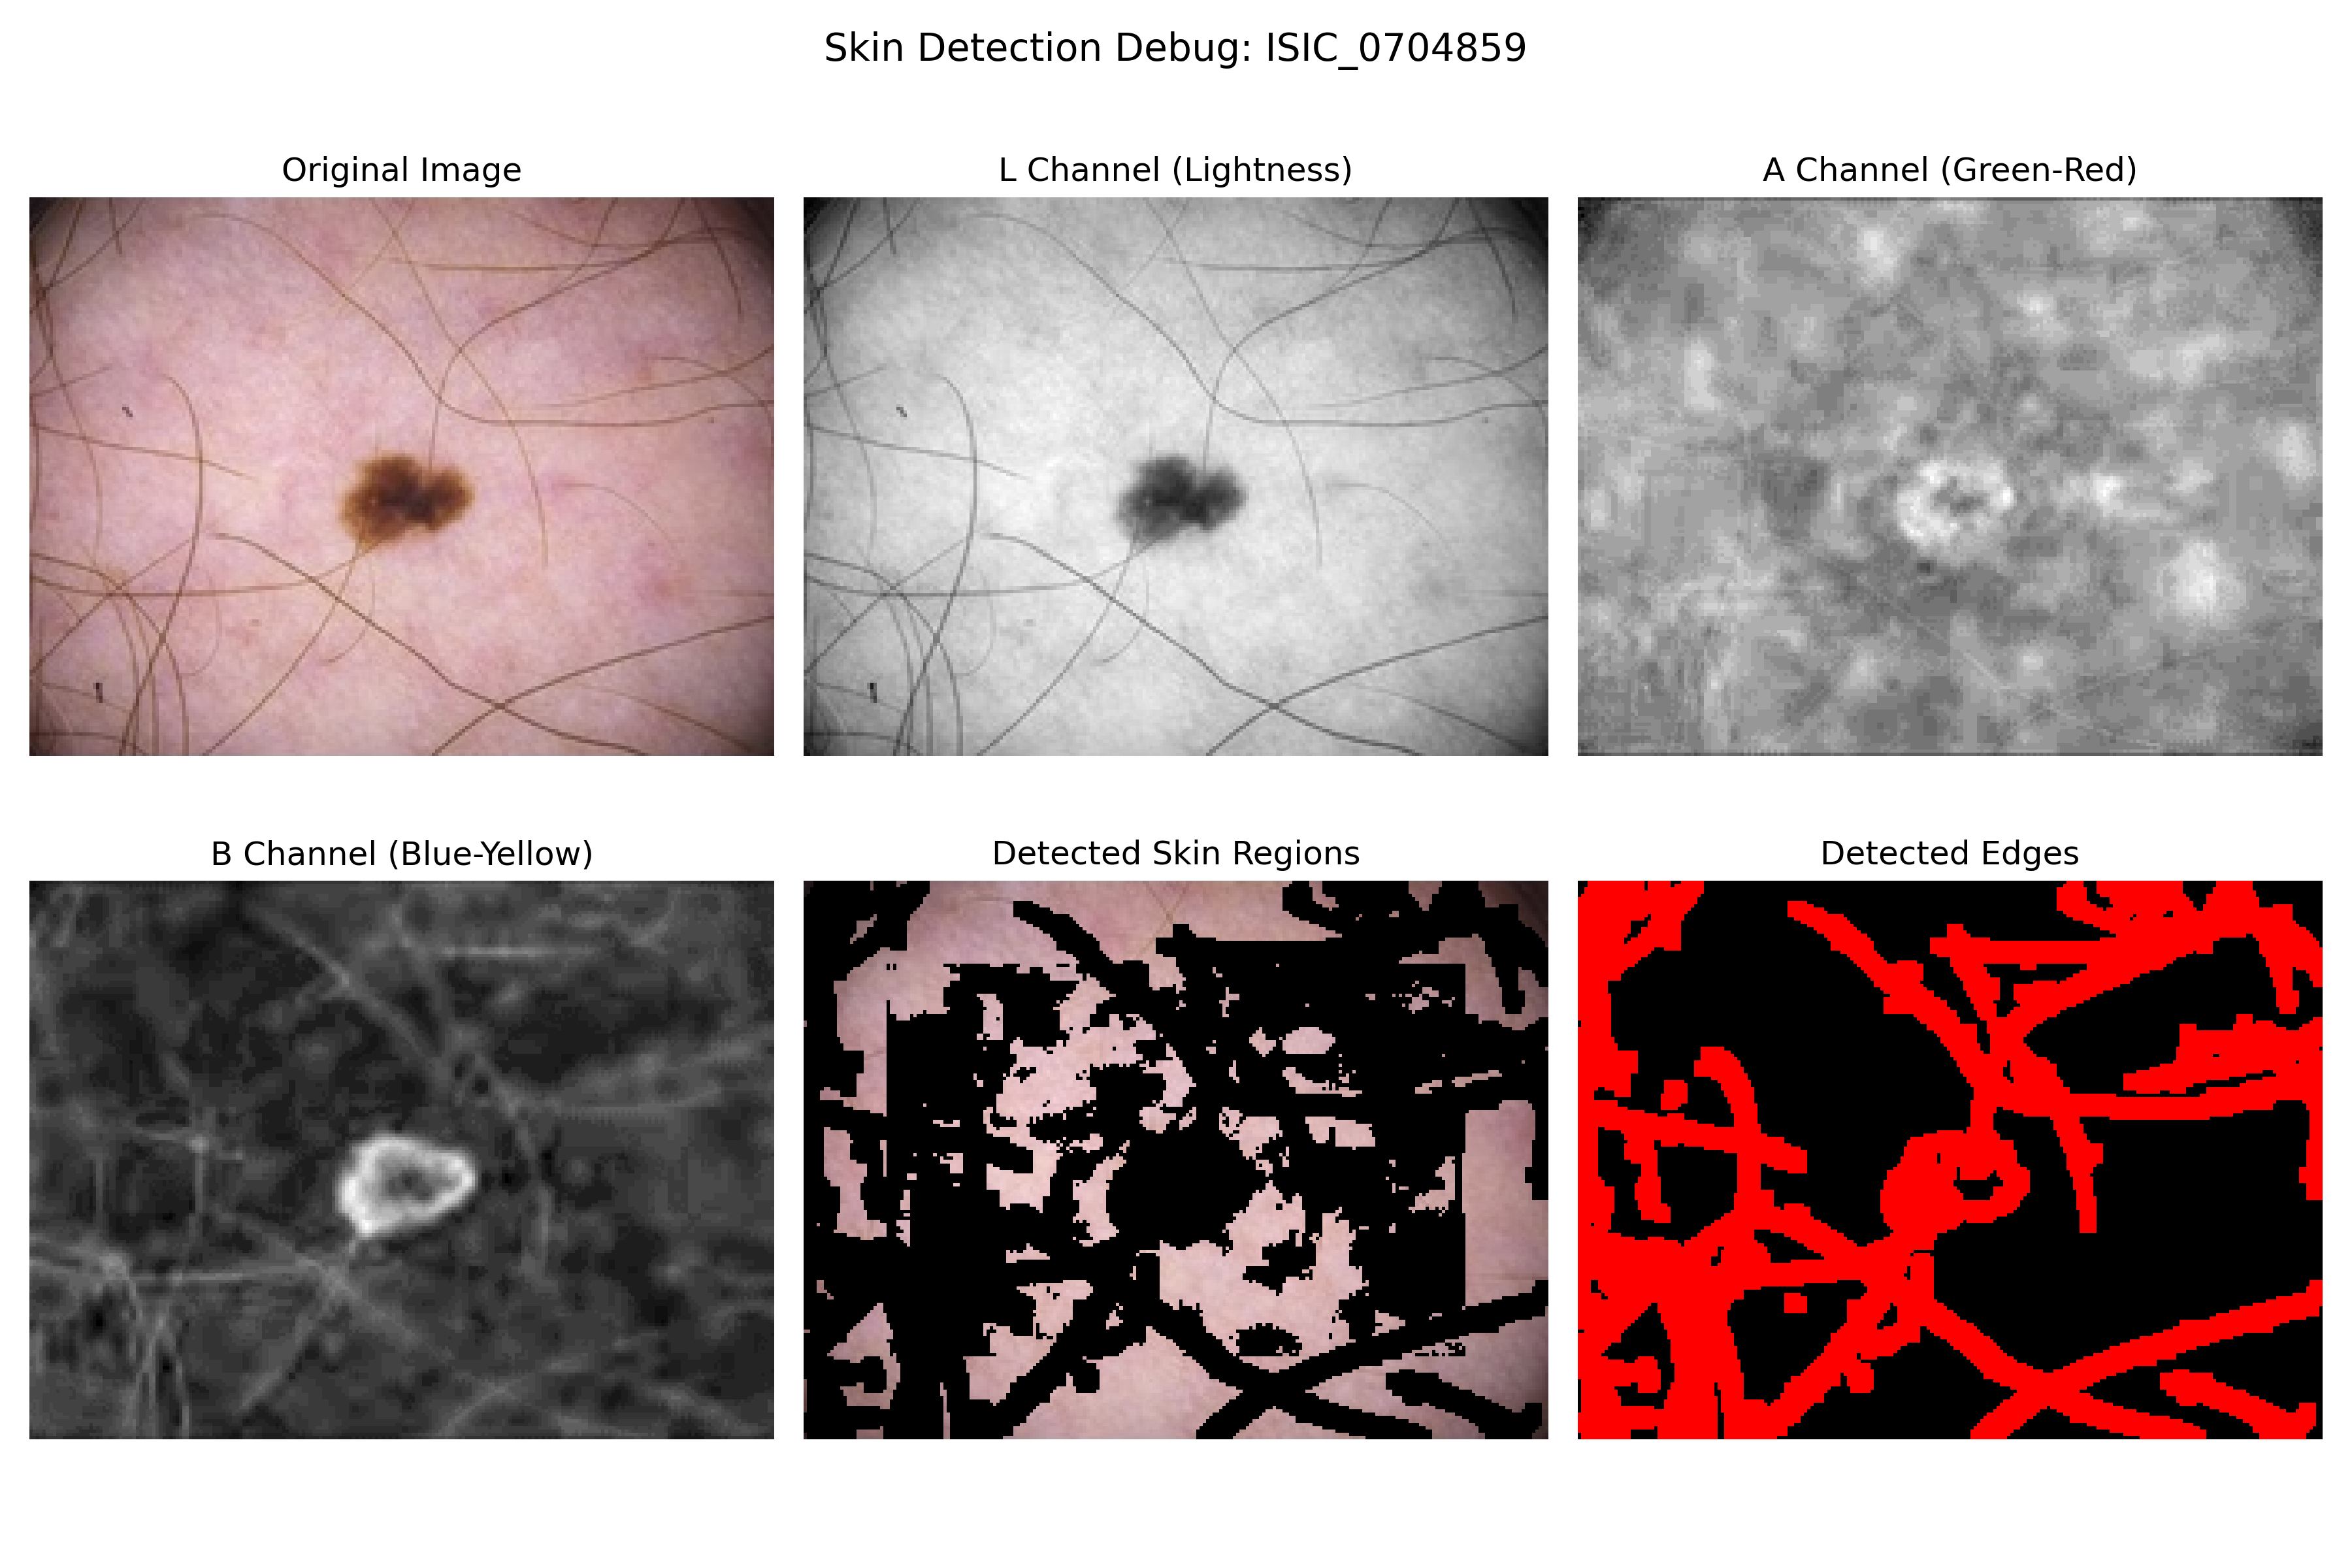 Skin Detection Debug: ISIC_0704859
Original Image
L Channel (Lightness)
A Channel (Green-Red)
B Channel (Blue-Yellow)
Detected Skin Regions
Detected Edges